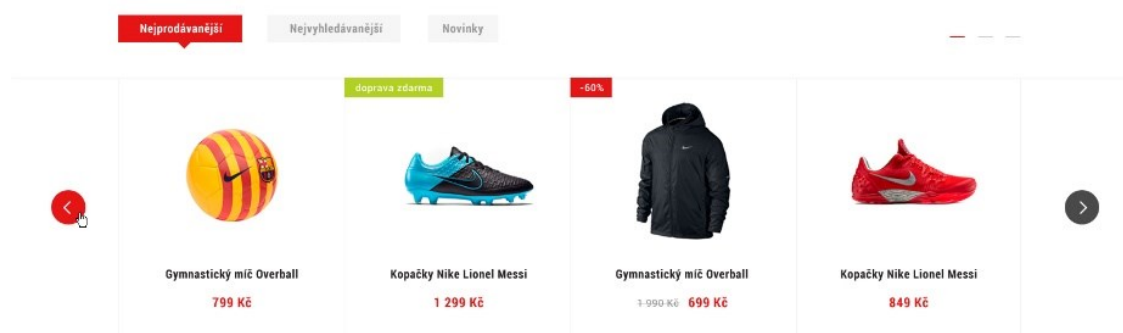 Nejprodávanější
Nejvyhledávanější
Novinky
doprava zdarma
-60%
Gymnastický míč Overball
799 Kč
Kopačky Nike Lionel Messi
1 299 Kč
Gymnastický míč Overball
1 990 Kč 699 Kč
Kopačky Nike Lionel Messi
849 Kč